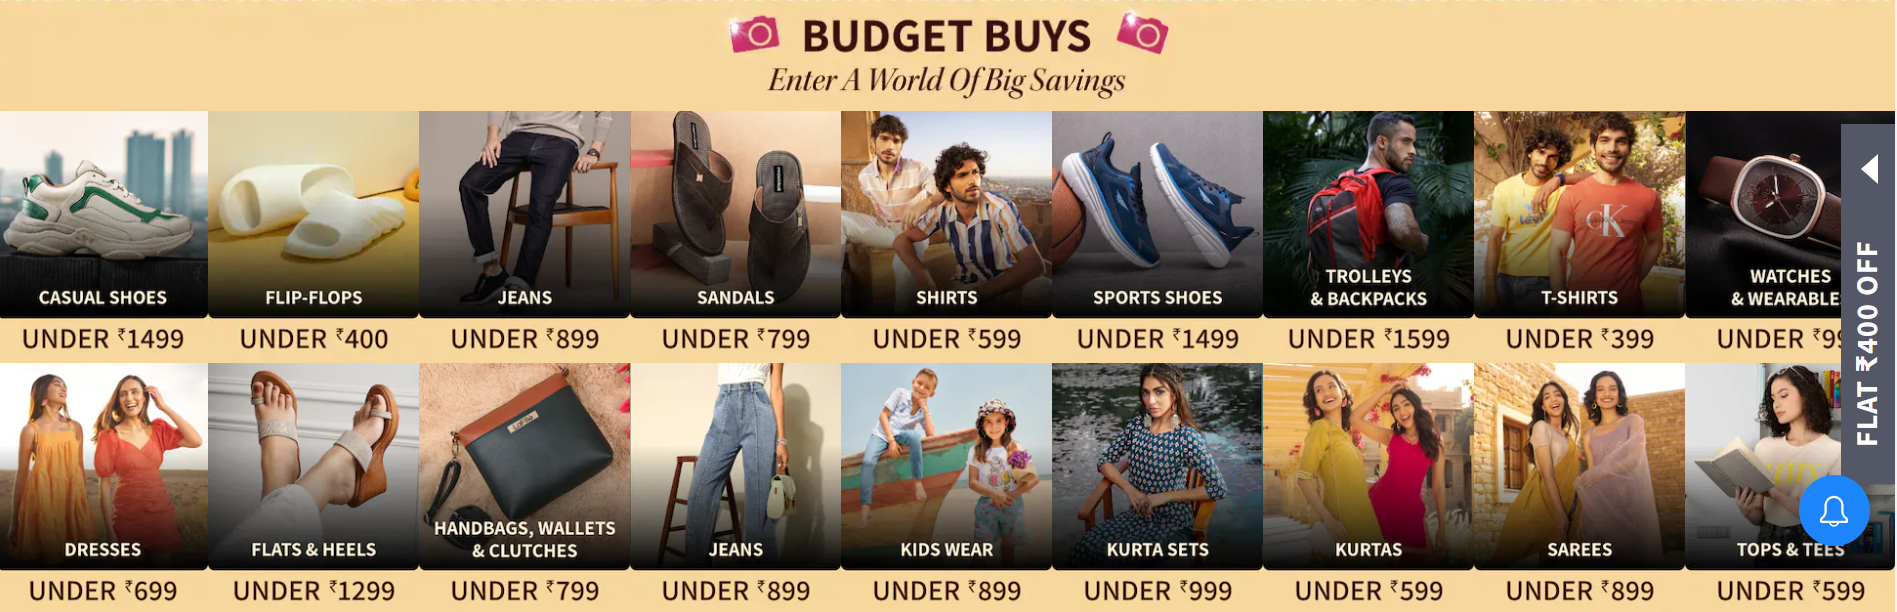 BUDGET BUYS
Enter A World Of Big Savings
CASUAL SHOES
UNDER ₹1499
FLIP-FLOPS
UNDER ₹400
JEANS
UNDER ₹899
SANDALS
UNDER ₹799
SHIRTS
UNDER ₹599
SPORTS SHOES
UNDER ₹1499
TROLLEYS
& BACKPACKS
UNDER ₹1599
CK
T-SHIRTS
UNDER ₹399
WATCHES
& WEARABLE
UNDER ₹99
FLAT ₹400 OFF
DRESSES
UNDER ₹699
FLATS & HEELS
UNDER ₹1299
HANDBAGS, WALLETS
& CLUTCHES
UNDER ₹799
JEANS
UNDER ₹899
KIDS WEAR
UNDER ₹899
KURTA SETS
UNDER ₹999
KURTAS
UNDER ₹599
SAREES
UNDER ₹899
TOPS & TEES
UNDER ₹599